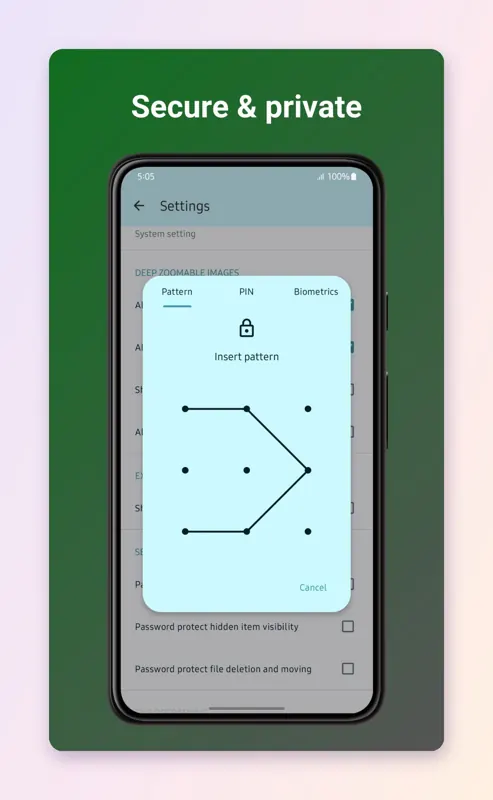 Secure & private
5:05
100%
Settings
System setting
DEEP ZOOMABLE IMAGES
Pattern
PIN
Biometrics
Insert pattern
Cancel
Password protect hidden item visibility
Password protect file deletion and moving